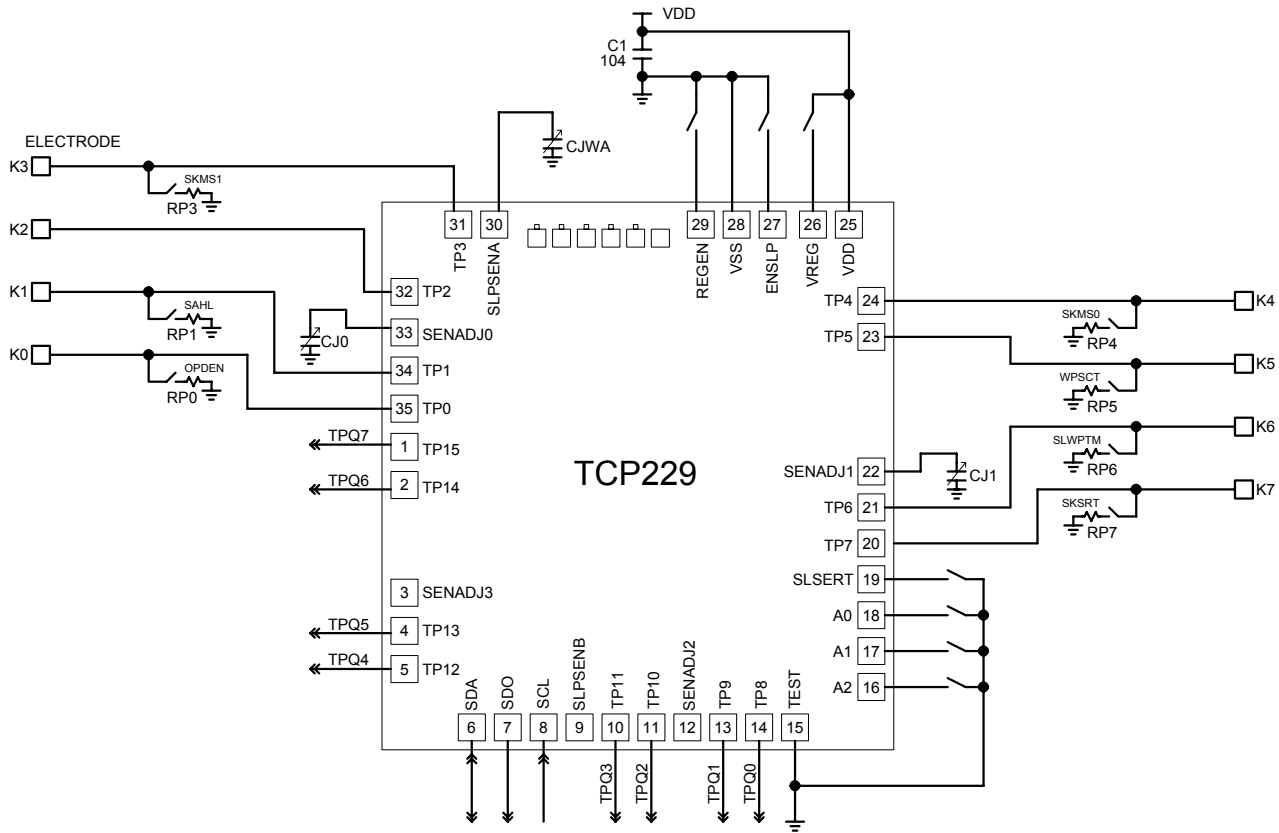 VDD
C1
104
CJWA
ELECTRODE
K3
SKMS1
RP3
K2
K1
SAHL
RP1
K0
OPDEN
RP0
CJ0
31
30
29
28
27
26
25
TP3
SLPSENA
REGEN
VSS
ENSLP
VREG
VDD
32 TP2
33 SENADJ0
34 TP1
35 TP0
TPQ7 1 TP15
TPQ6 2 TP14
3 SENADJ3
TPQ5 4 TP13
TPQ4 5 TP12
TCP229
TP4 24
TP5 23
SENADJ1 22
TP6 21
TP7 20
SLSERT 19
A0 18
A1 17
A2 16
CJ1
K4
SKMS0
RP4
K5
WPSCT
RP5
K6
SLWPTM
RP6
K7
SKSRT
RP7
SDA
SDO
SCL
SLPSENB
TP11
TP10
SENADJ2
TP9
TP8
TEST
6
7
8
9
10
11
12
13
14
15
TPQ3
TPQ2
TPQ1
TPQ0